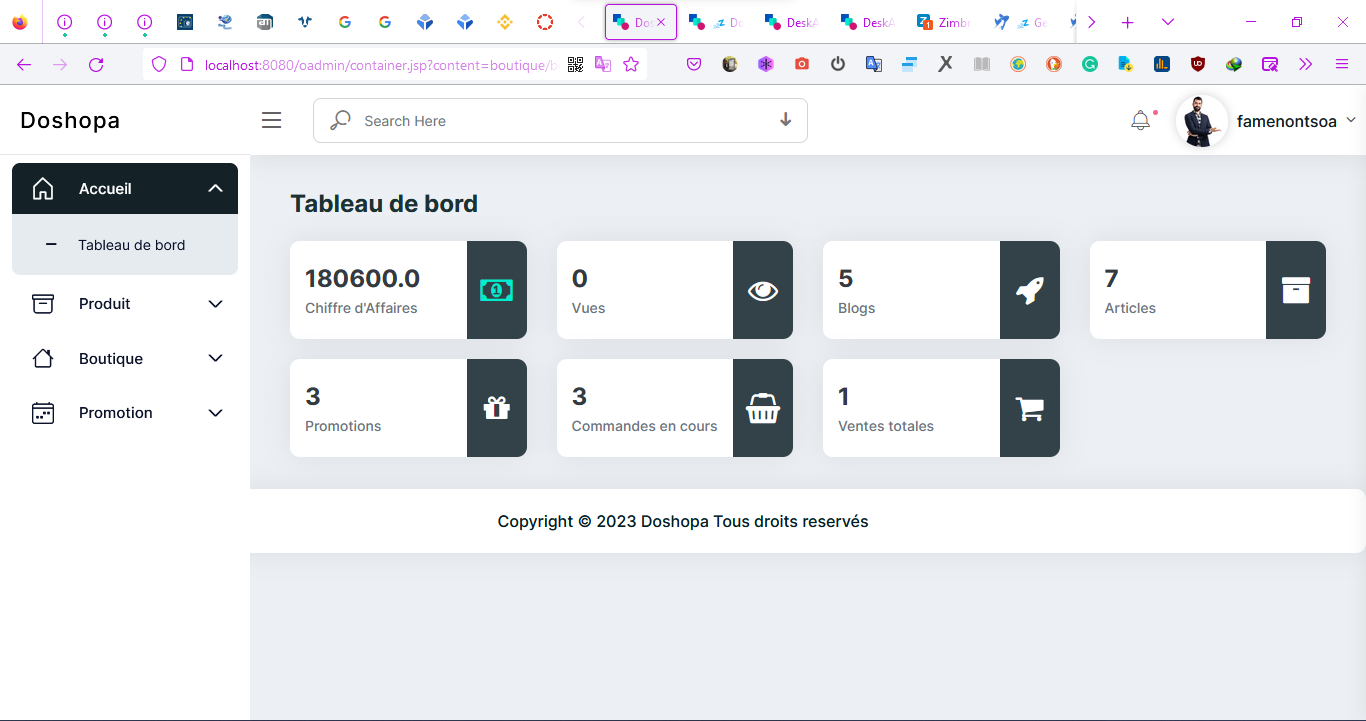 Dos
Do
DeskA
DeskA
Zimb
Ge
localhost:8080/oadmin/container.jsp?content=boutique/b
Doshopa
Search Here
famenontsoa
Accueil
Tableau de bord
Produit
Boutique
Promotion
Tableau de bord
180600.0
Chiffre d'Affaires
0
Vues
5
Blogs
7
Articles
3
Promotions
3
Commandes en cours
1
Ventes totales
Copyright © 2023 Doshopa Tous droits reservés